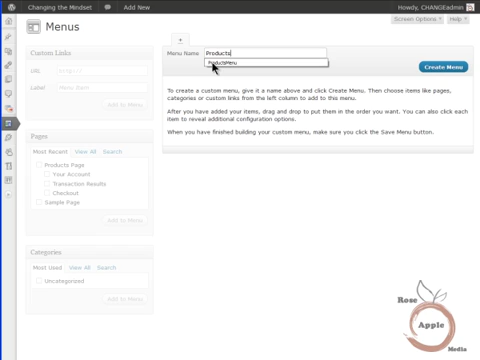 Changing the Mindset
Add New
Howdy, CHANGEadmin
Menus
Screen Options
Help
+
Custom Links
URL
http://
Label
Menu Item
Add to Menu
Menu Name
Products
ProductsMenu
Create Menu
To create a custom menu, give it a name above and click Create Menu. Then choose items like pages,
categories or custom links from the left column to add to this menu.
After you have added your items, drag and drop to put them in the order you want. You can also click each
item to reveal additional configuration options.
When you have finished building your custom menu, make sure you click the Save Menu button.
Pages
Most Recent View All Search
Products Page
Your Account
Transaction Results
Checkout
Sample Page
Add to Menu
Categories
Most Used View All Search
Uncategorized
Add to Menu
Rose
Apple
Media